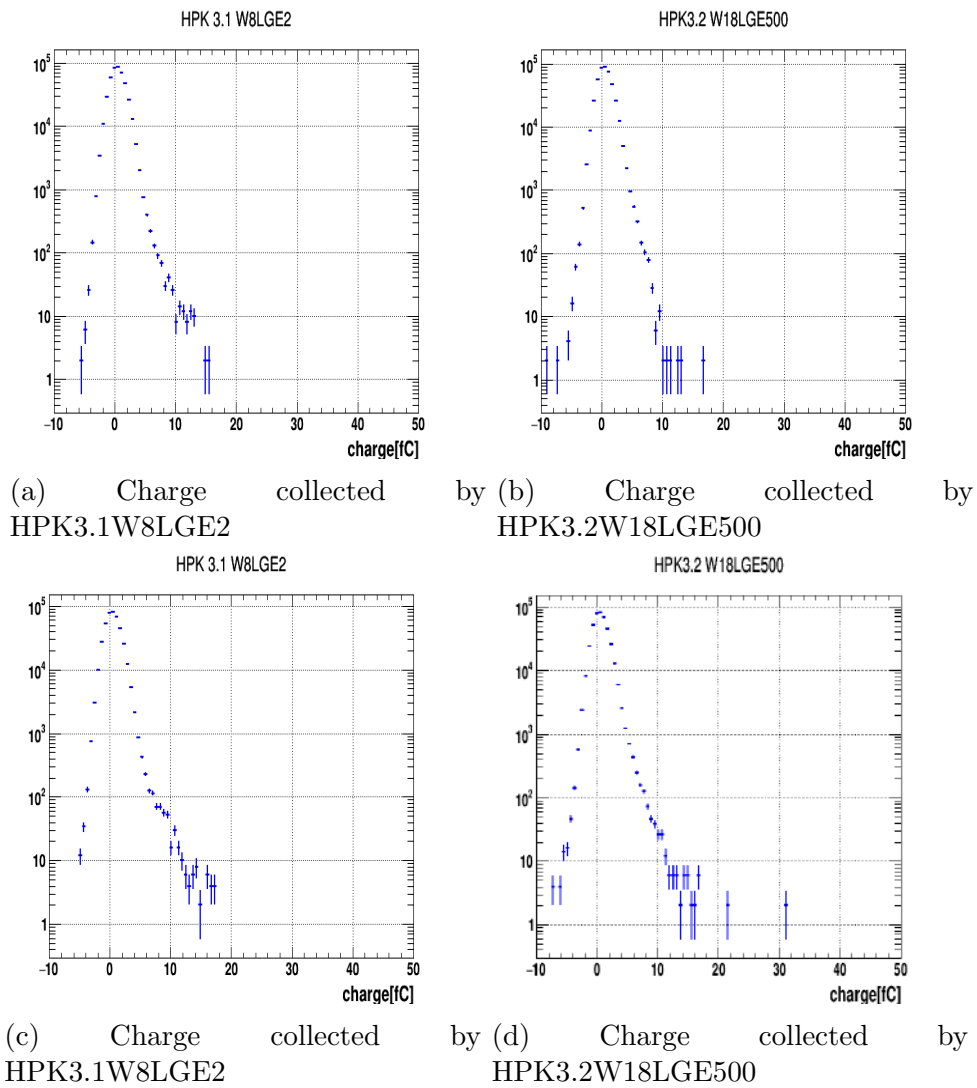 HPK 3.1 W8LGE2
10^5
10^4
10^3
10^2
10
1
−10 0 10 20 30 40 50
charge[fC]
(a) Charge collected by
HPK3.1W8LGE2
HPK3.2 W18LGE500
10^5
10^4
10^3
10^2
10
1
−10 0 10 20 30 40 50
charge[fC]
(b) Charge collected by
HPK3.2W18LGE500
HPK 3.1 W8LGE2
10^5
10^4
10^3
10^2
10
1
−10 0 10 20 30 40 50
charge[fC]
(c) Charge collected by
HPK3.1W8LGE2
HPK3.2 W18LGE500
10^5
10^4
10^3
10^2
10
1
−10 0 10 20 30 40 50
charge[fC]
(d) Charge collected by
HPK3.2W18LGE500